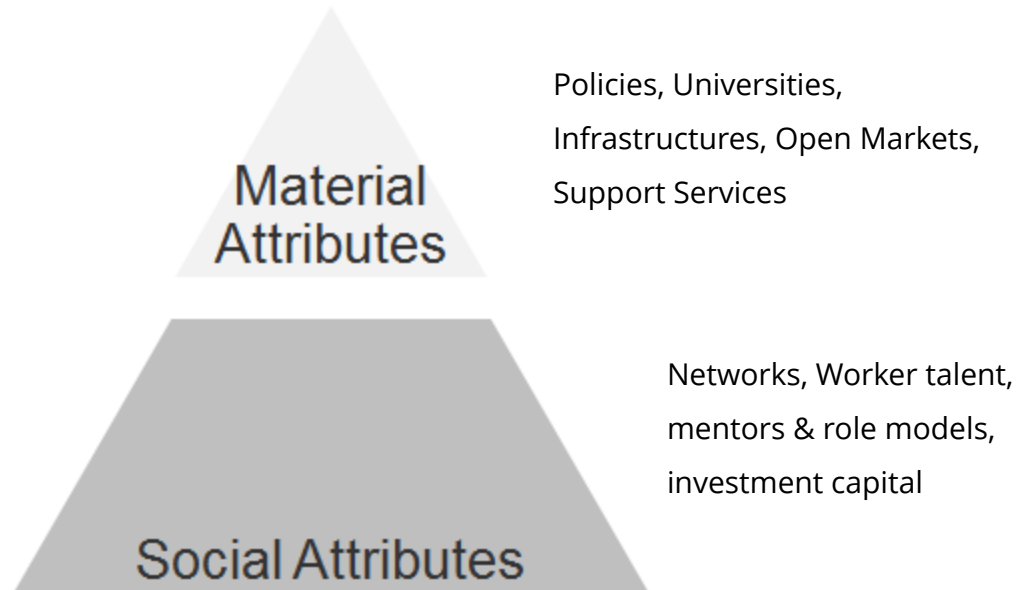 Material
Attributes
Policies, Universities,
Infrastructures, Open Markets,
Support Services
Social Attributes
Networks, Worker talent,
mentors & role models,
investment capital